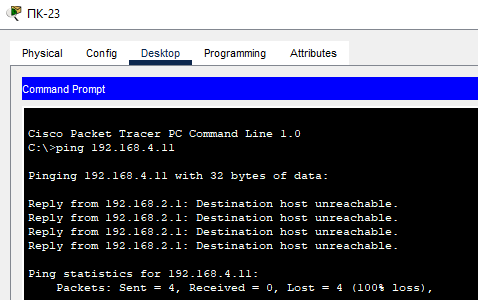 ПК-23
Physical Config Desktop Programming Attributes
Command Prompt
Cisco Packet Tracer PC Command Line 1.0
C:\>ping 192.168.4.11
Pinging 192.168.4.11 with 32 bytes of data:
Reply from 192.168.2.1: Destination host unreachable.
Reply from 192.168.2.1: Destination host unreachable.
Reply from 192.168.2.1: Destination host unreachable.
Reply from 192.168.2.1: Destination host unreachable.
Ping statistics for 192.168.4.11:
Packets: Sent = 4, Received = 0, Lost = 4 (100% loss),